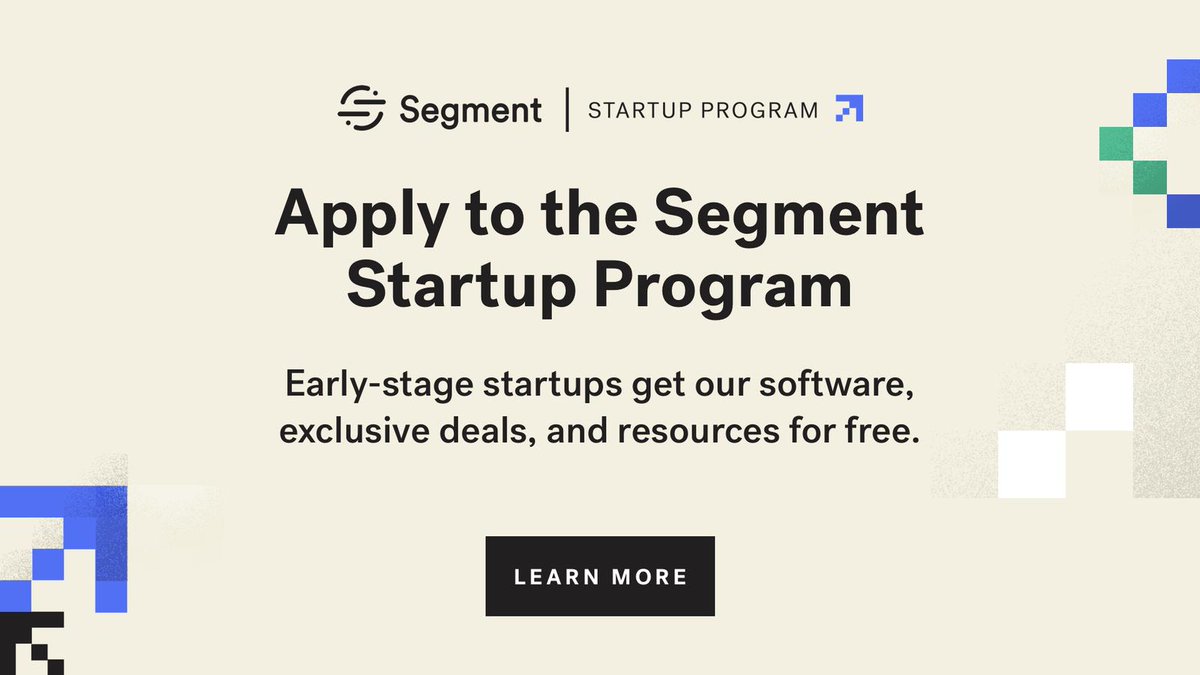 Segment | STARTUP PROGRAM
Apply to the Segment
Startup Program
Early-stage startups get our software,
exclusive deals, and resources for free.
LEARN MORE